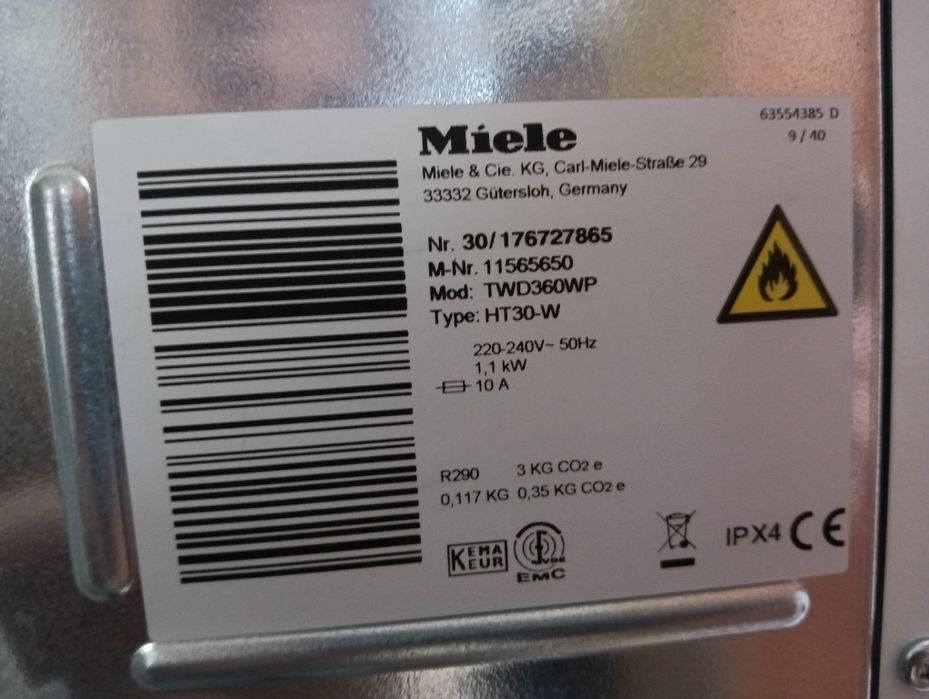 63554385 D
9 / 40
Miele
Miele & Cie. KG, Carl-Miele-Straße 29
33332 Gütersloh, Germany
Nr. 30/176727865
M-Nr. 11565650
Mod: TWD360WP
Type: HT30-W
220-240V~ 50Hz
1,1 kW
10 A
R290 3 KG CO2 e
0,117 KG 0,35 KG CO2 e
KEMA
KEUR
VDE
EMC
IPX4 CE